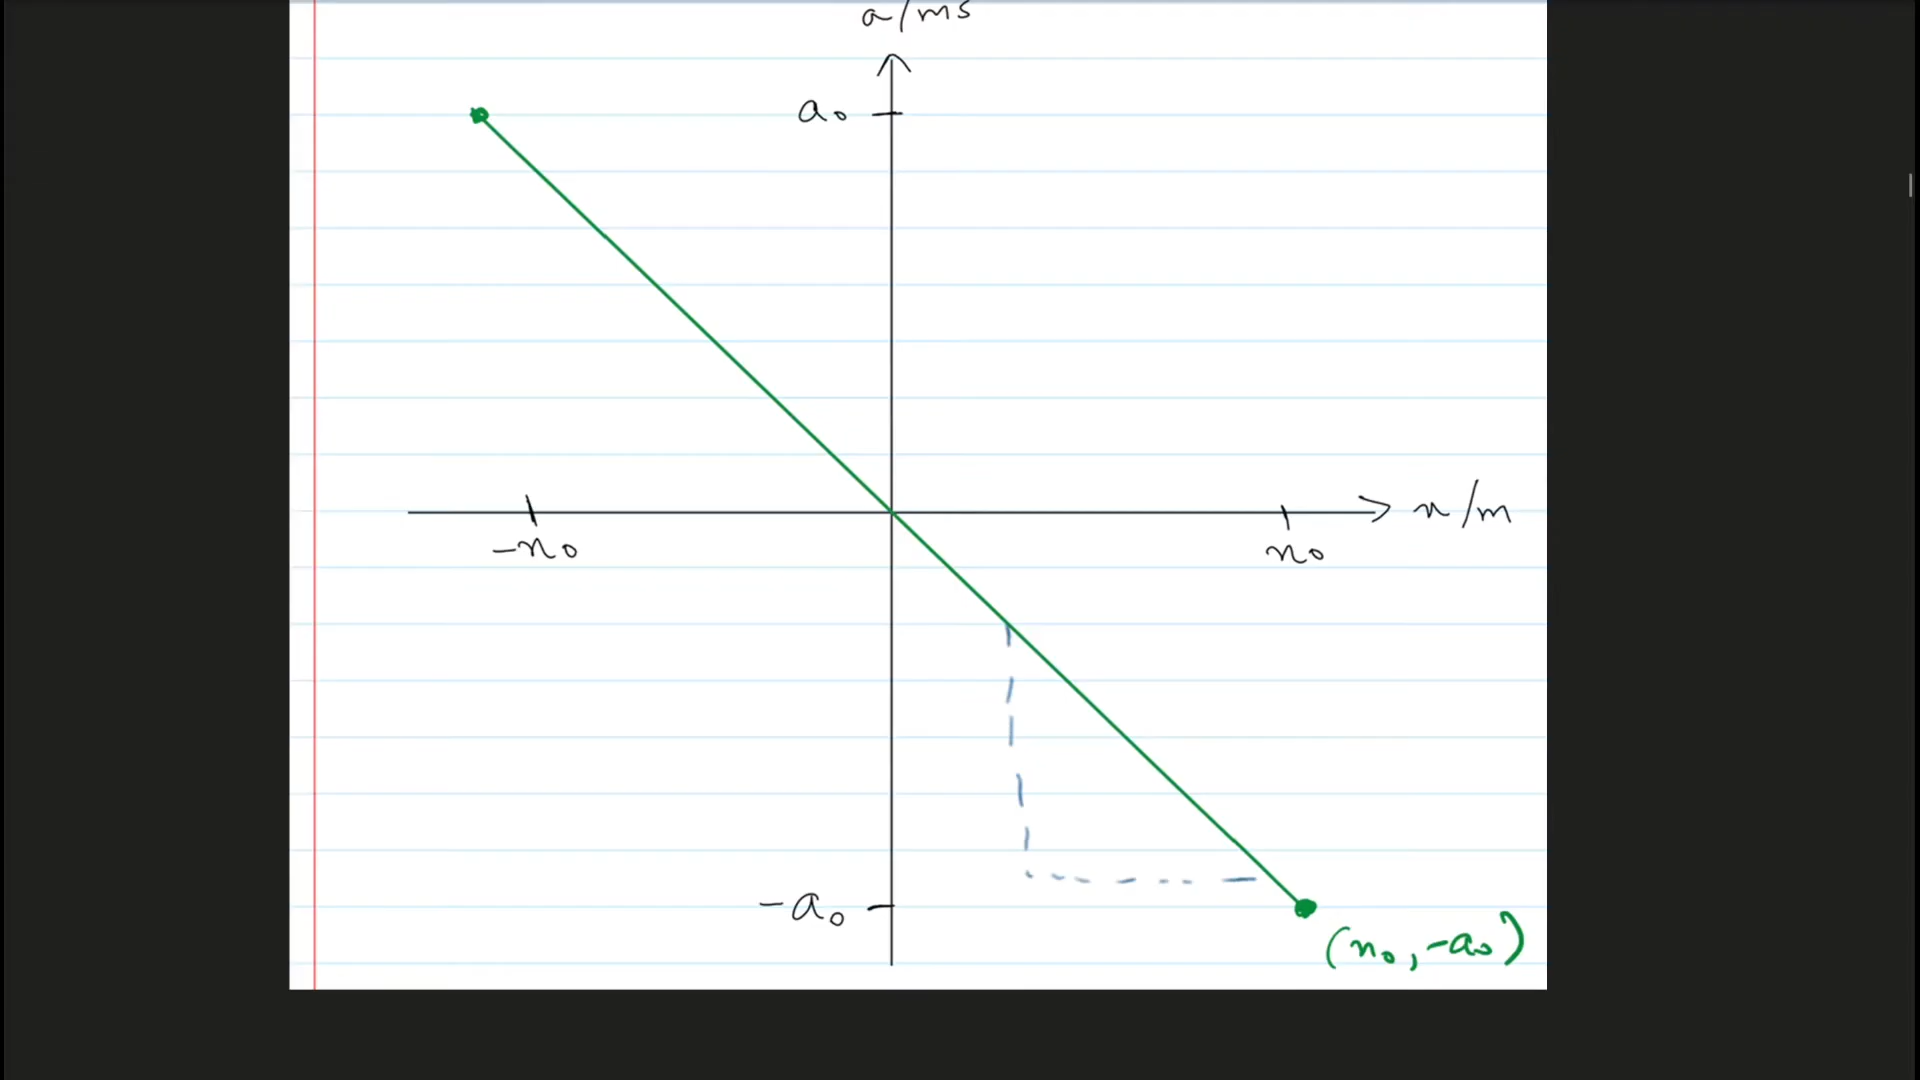 a/ms
a₀
x/m
-x₀
x₀
-a₀
(x₀, -a₀)